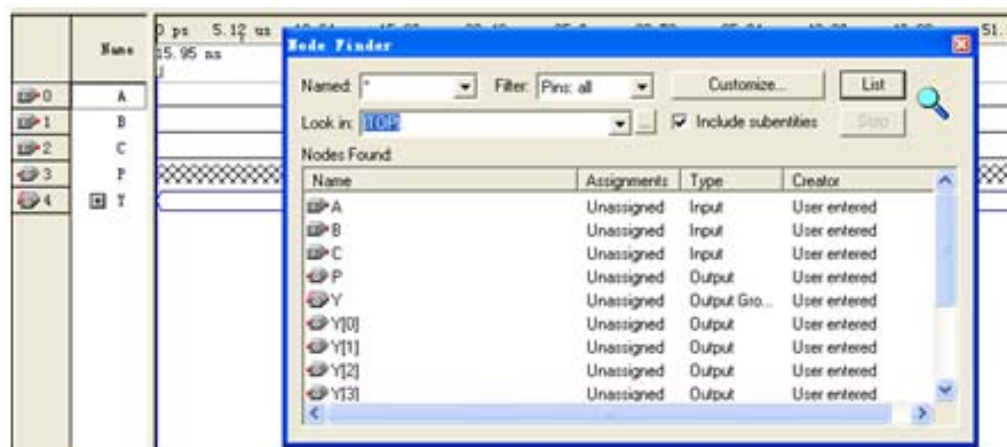 0 ps 5.12 us
51.
Name
15.95 ns
0 A
1 B
2 C
3 P
4 Y
Node Finder
Named: * Filter: Pins: all Customize... List
Look in: |TOP| ... Include subentities Stop
Nodes Found:
Name Assignments Type Creator
A Unassigned Input User entered
B Unassigned Input User entered
C Unassigned Input User entered
P Unassigned Output User entered
Y Unassigned Output Gro... User entered
Y[0] Unassigned Output User entered
Y[1] Unassigned Output User entered
Y[2] Unassigned Output User entered
Y[3] Unassigned Output User entered